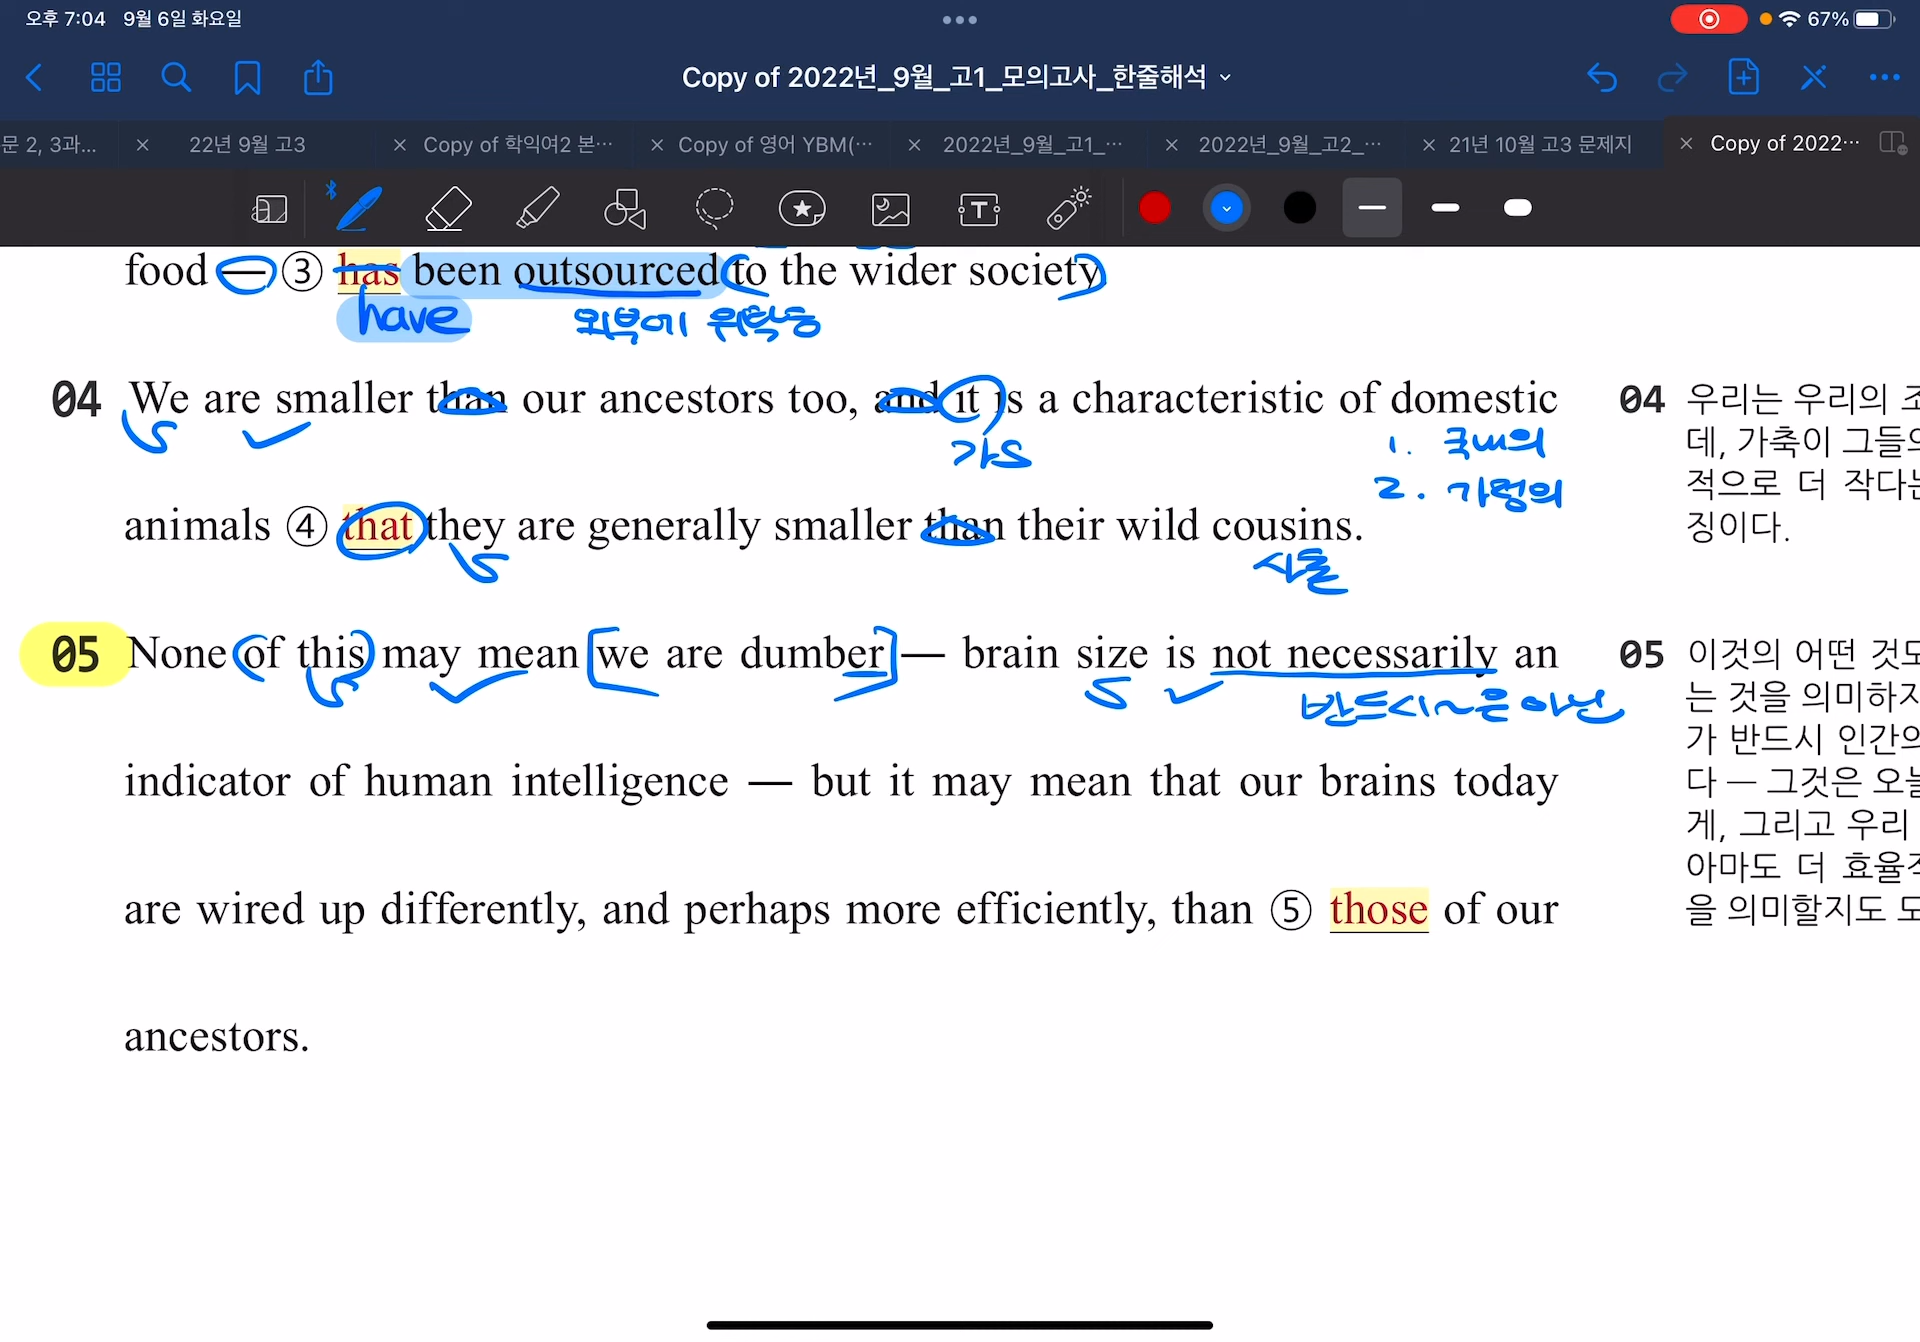 오후 7:04 9월 6일 화요일
67%
Copy of 2022년_9월_고1_모의고사_한줄해석
문 2, 3과... × 22년 9월 고3 × Copy of 학익여2 본... × Copy of 영어 YBM(... × 2022년_9월_고1_... × 2022년_9월_고2_... × 21년 10월 고3 문제지 × Copy of 2022...
food — ③ has been outsourced to the wider society
have 외부에 위탁능
04 We are smaller than our ancestors too, and it is a characteristic of domestic
가S 1. 국내의
2. 가정의
animals ④ that they are generally smaller than their wild cousins.
S 사촌
05 None of this may mean [we are dumber] — brain size is not necessarily an
S S 반드시~은 아닌
indicator of human intelligence — but it may mean that our brains today
are wired up differently, and perhaps more efficiently, than ⑤ those of our
ancestors.
04 우리는 우리의 조
데, 가축이 그들의
적으로 더 작다는
징이다.
05 이것의 어떤 것도
는 것을 의미하지
가 반드시 인간의
다 — 그것은 오늘
게, 그리고 우리
아마도 더 효율적
을 의미할지도 모